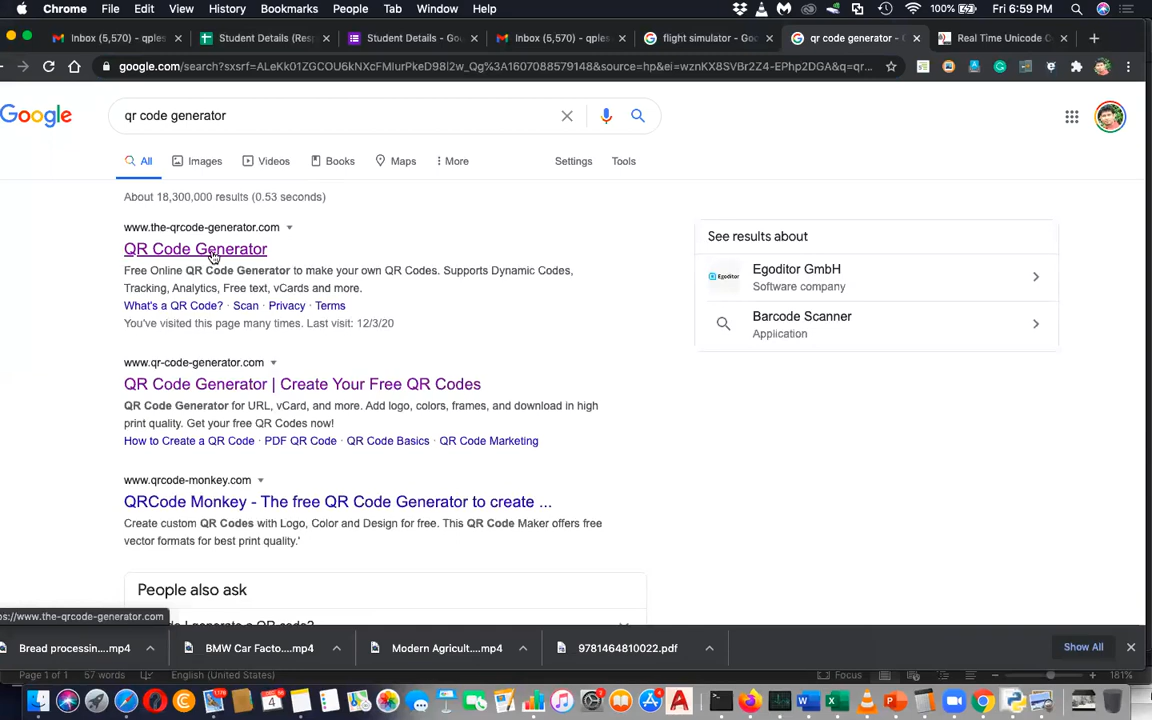 Chrome File Edit View History Bookmarks People Tab Window Help 100% Fri 6:59 PM
Inbox (5,570) - qples Student Details (Res Student Details - Go Inbox (5,570) - qples flight simulator - Goo qr code generator - G Real Time Unicode C
google.com/search?sxsrf=ALeKk01ZGCOU6kNXcFMlurPkeD98l2w_Qg%3A1607088579148&source=hp&ei=wznKX8SVBr2Z4-EPhp2DGA&q=qr...
Google
qr code generator
All Images Videos Books Maps More Settings Tools
About 18,300,000 results (0.53 seconds)
www.the-qrcode-generator.com
QR Code Generator
Free Online QR Code Generator to make your own QR Codes. Supports Dynamic Codes,
Tracking, Analytics, Free text, vCards and more.
What's a QR Code? · Scan · Privacy · Terms
You've visited this page many times. Last visit: 12/3/20
See results about
Egoditor GmbH
Software company
Barcode Scanner
Application
www.qr-code-generator.com
QR Code Generator | Create Your Free QR Codes
QR Code Generator for URL, vCard, and more. Add logo, colors, frames, and download in high
print quality. Get your free QR Codes now!
How to Create a QR Code · PDF QR Code · QR Code Basics · QR Code Marketing
www.qrcode-monkey.com
QRCode Monkey - The free QR Code Generator to create ...
Create custom QR Codes with Logo, Color and Design for free. This QR Code Maker offers free
vector formats for best print quality.'
People also ask
ps://www.the-qrcode-generator.com
Bread processin....mp4 BMW Car Facto....mp4 Modern Agricult....mp4 9781464810022.pdf Show All
Page 1 of 1 57 words English (United States) Focus 181%